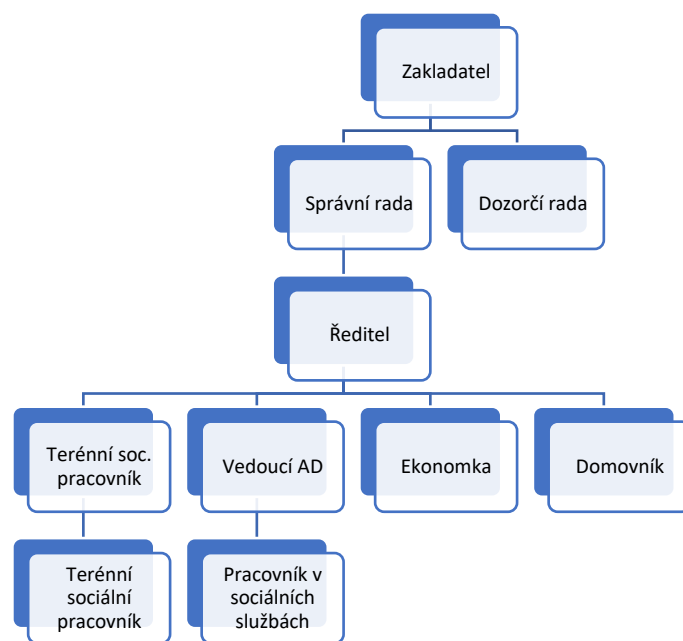 Zakladatel
Správní rada
Dozorčí rada
Ředitel
Terénní soc.
pracovník
Vedoucí AD
Ekonomka
Domovník
Terénní
sociální
pracovník
Pracovník v
sociálních
službách